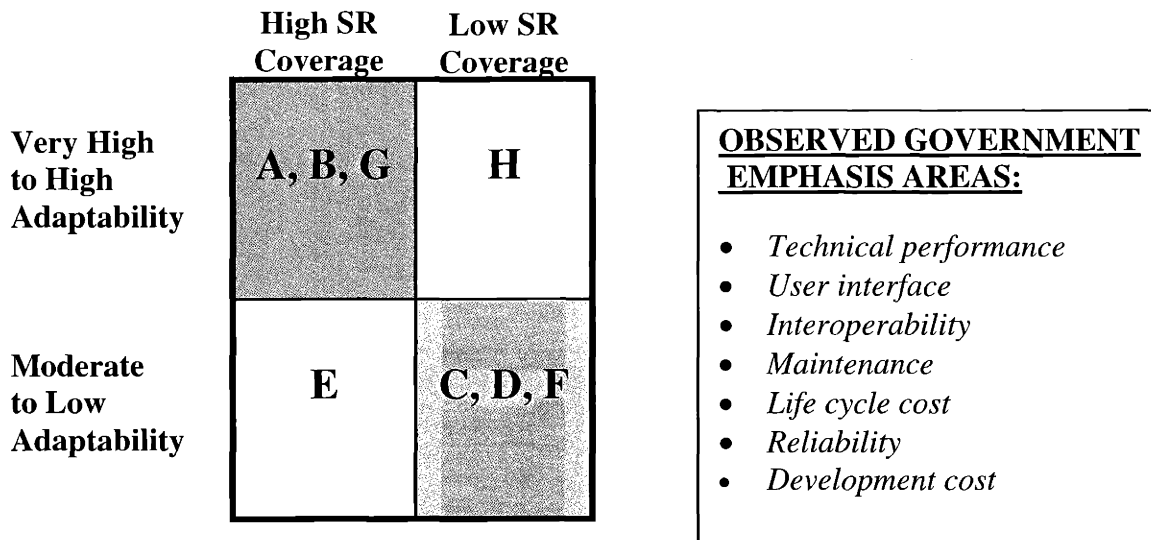 High SR
Coverage
Low SR
Coverage
Very High
to High
Adaptability
A, B, G
H
Moderate
to Low
Adaptability
E
C, D, F
OBSERVED GOVERNMENT
EMPHASIS AREAS:
• Technical performance
• User interface
• Interoperability
• Maintenance
• Life cycle cost
• Reliability
• Development cost